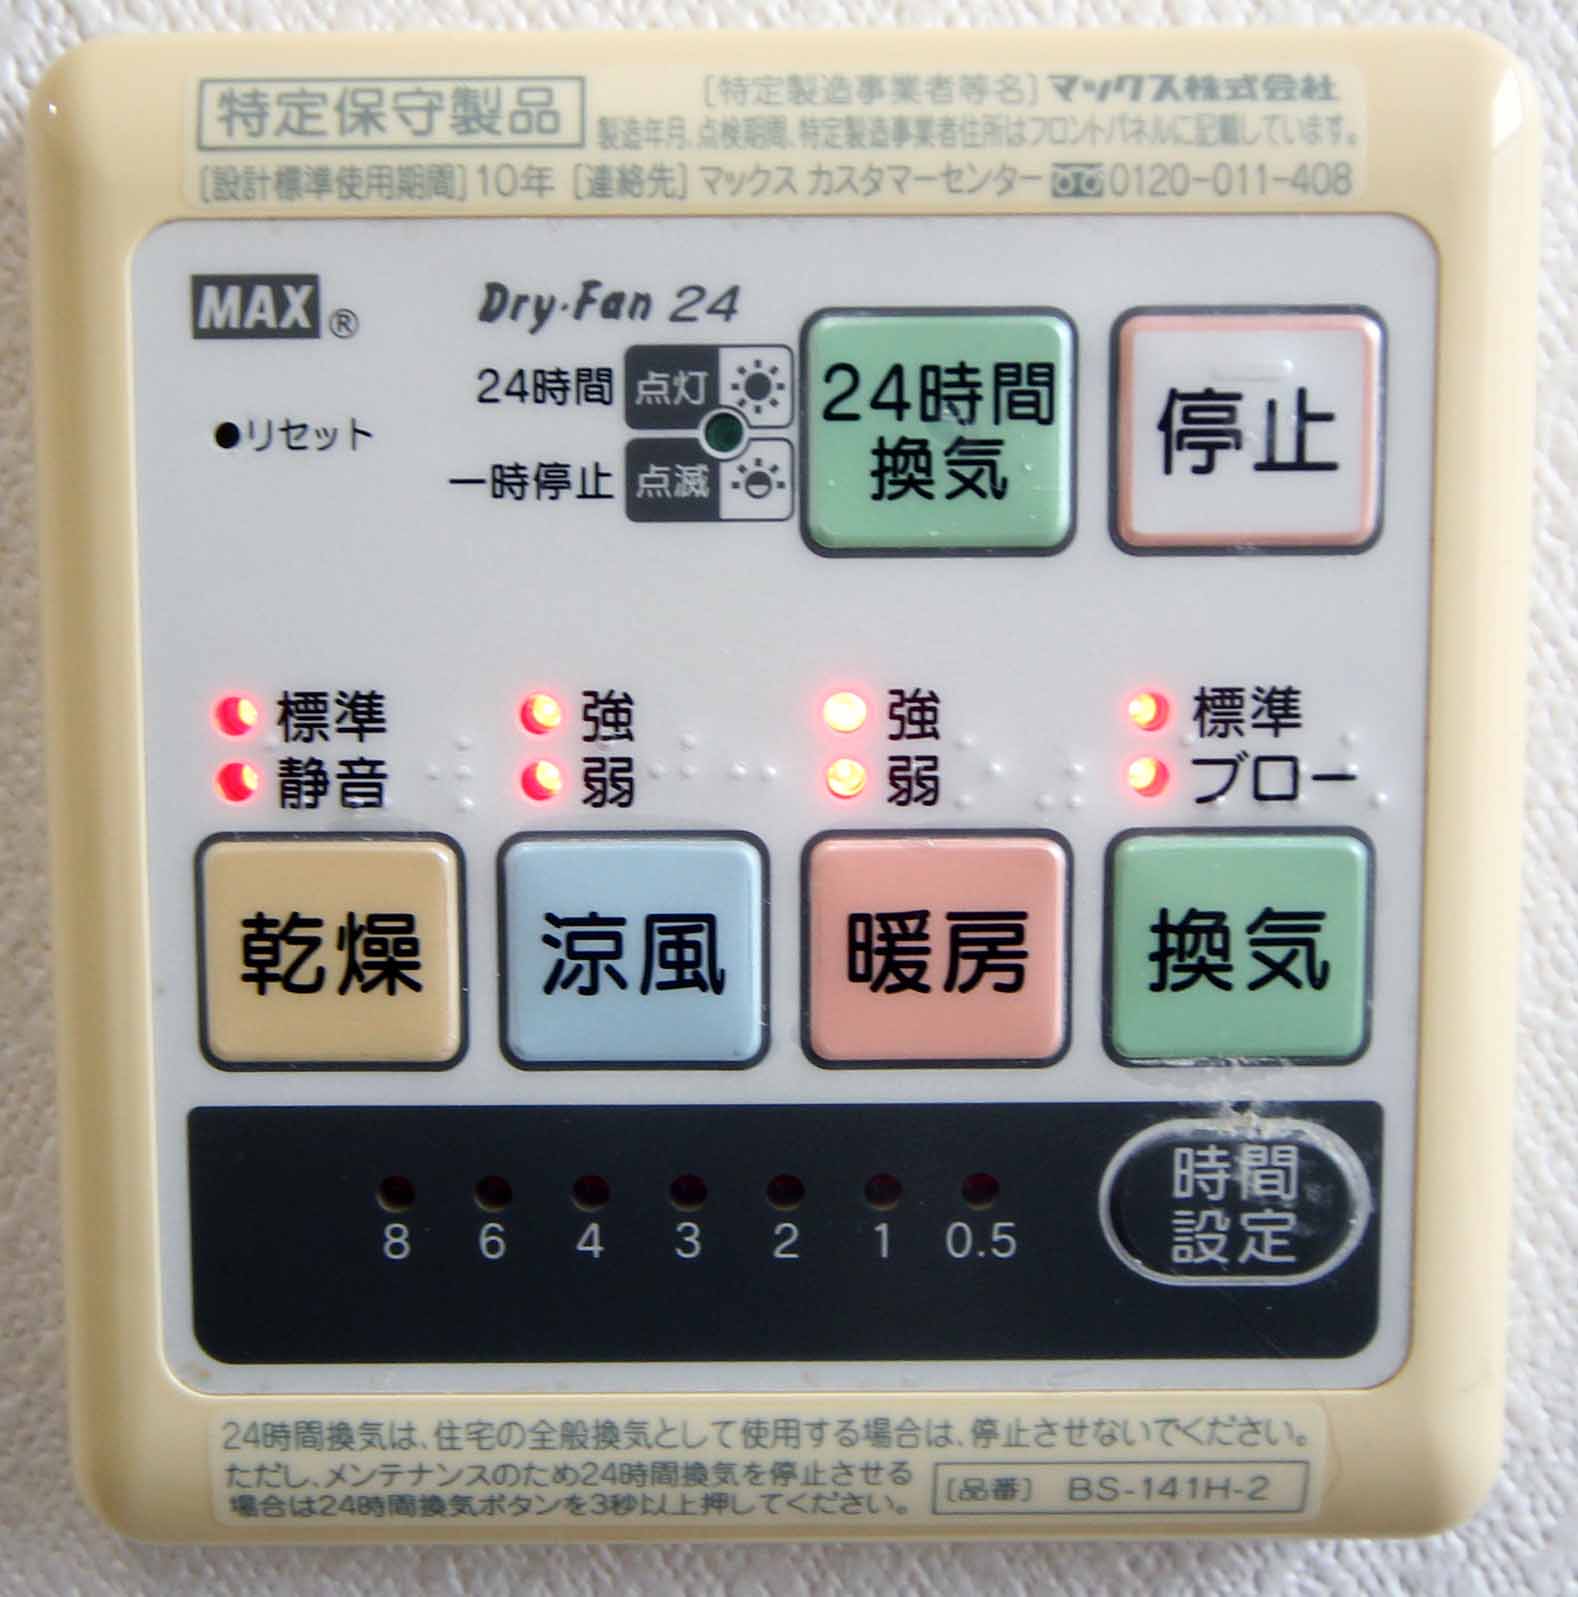 特定保守製品
[特定製造事業者等名] マックス株式会社
製造年月、点検期間、特定製造事業者住所はフロントパネルに記載しています。
[設計標準使用期間] 10年 [連絡先] マックス カスタマーセンター 0120-011-408
MAX®
Dry·Fan 24
●リセット
24時間 点灯
一時停止 点滅
24時間
換気
停止
標準 強 強 標準
静音 弱 弱 ブロー
乾燥 涼風 暖房 換気
8 6 4 3 2 1 0.5
時間
設定
24時間換気は、住宅の全般換気として使用する場合は、停止させないでください。
ただし、メンテナンスのため24時間換気を停止させる
場合は24時間換気ボタンを3秒以上押してください。
[品番] BS-141H-2